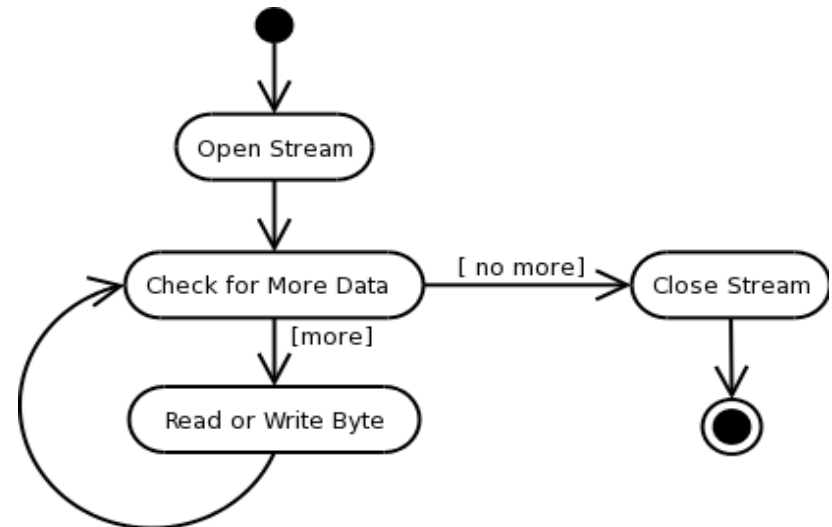 Open Stream
Check for More Data
[ no more]
Close Stream
[more]
Read or Write Byte